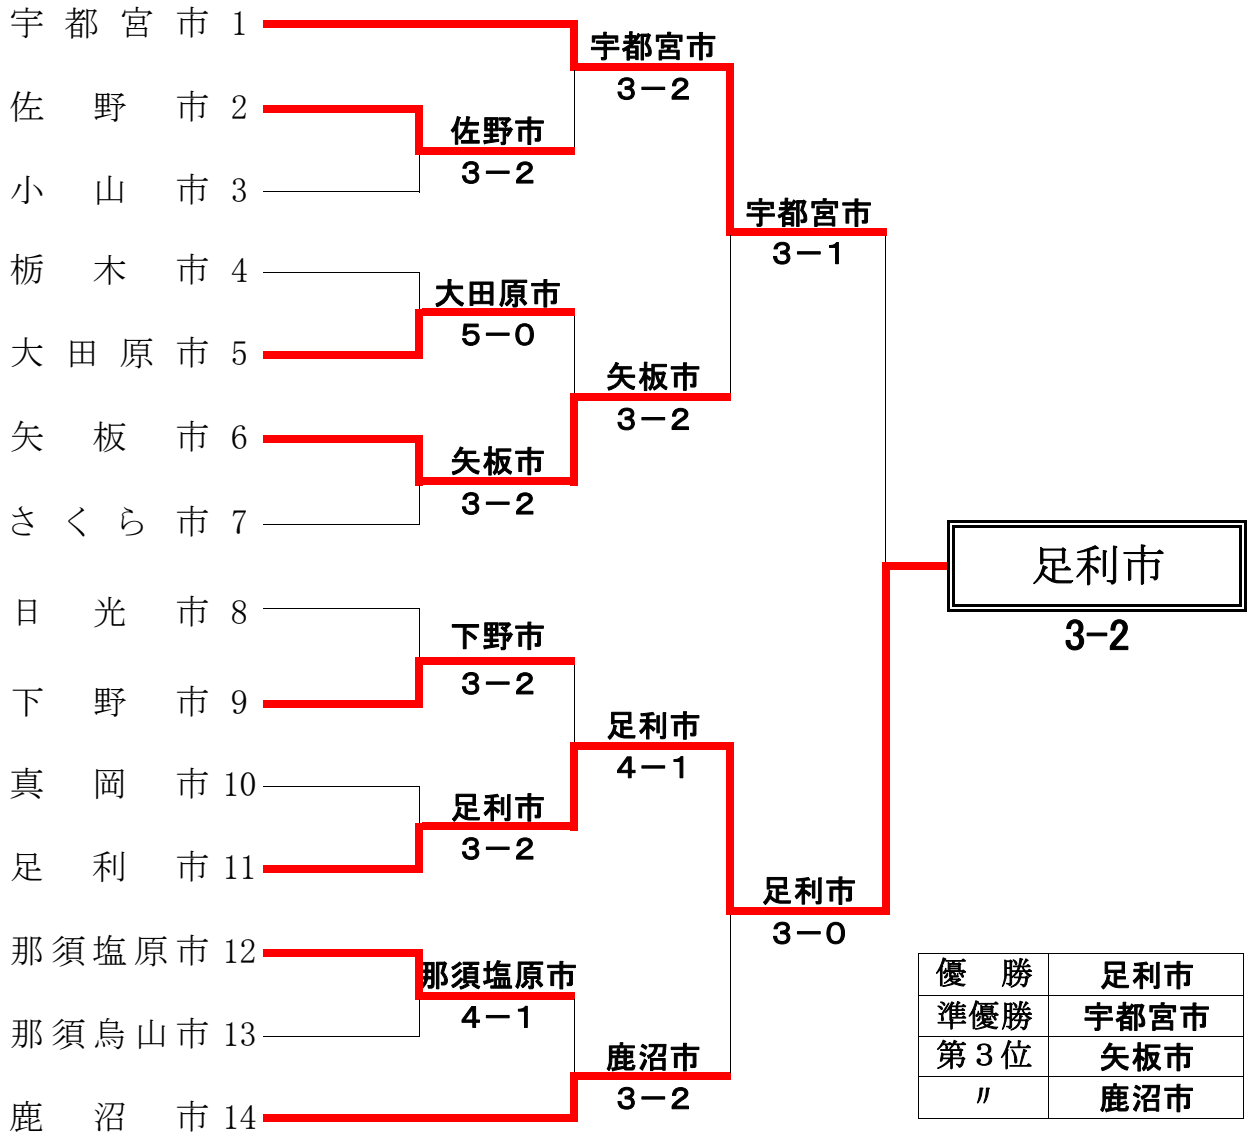 宇都宮市 1
宇都宮市
3－2
佐野市 2
佐野市
3－2
小山市 3
宇都宮市
3－1
栃木市 4
大田原市
5－0
大田原市 5
矢板市
3－2
矢板市 6
矢板市
3－2
さくら市 7
足利市
3－2
日光市 8
下野市
3－2
下野市 9
足利市
4－1
真岡市 10
足利市
3－2
足利市 11
足利市
3－0
那須塩原市 12
那須塩原市
4－1
那須烏山市 13
鹿沼市
3－2
鹿沼市 14
優勝 足利市
準優勝 宇都宮市
第３位 矢板市
〃 鹿沼市